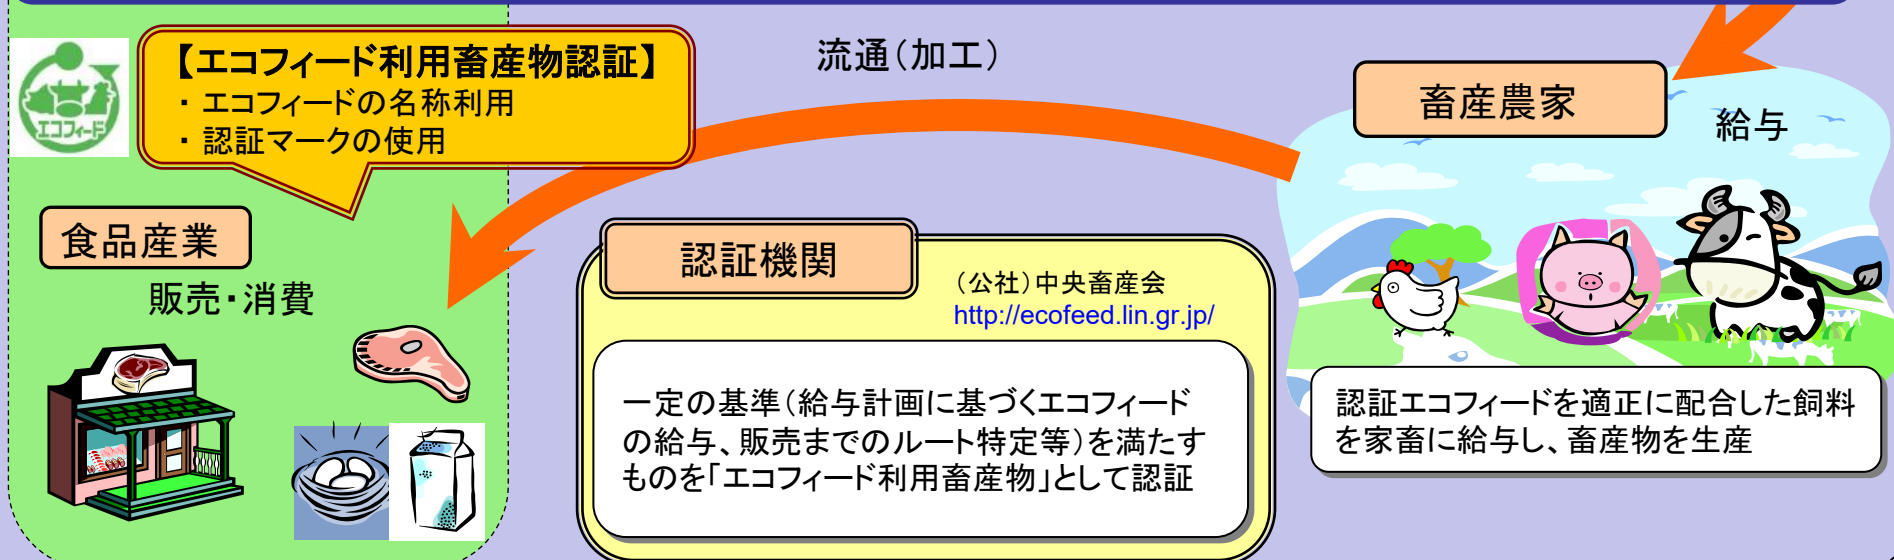 【エコフィード利用畜産物認証】
・ エコフィードの名称利用
・ 認証マークの使用
エコフィード
流通（加工）
畜産農家
給与
食品産業
販売・消費
認証機関
（公社）中央畜産会
http://ecofeed.lin.gr.jp/
一定の基準（給与計画に基づくエコフィード
の給与、販売までのルート特定等）を満たす
ものを「エコフィード利用畜産物」として認証
認証エコフィードを適正に配合した飼料
を家畜に給与し、畜産物を生産